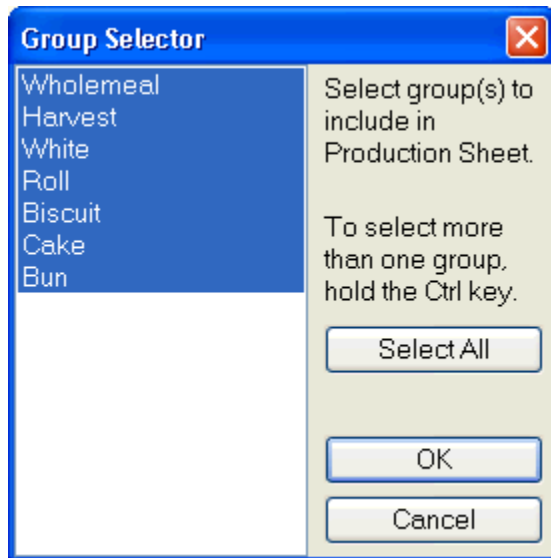 Group Selector
Wholemeal
Harvest
White
Roll
Biscuit
Cake
Bun
Select group(s) to
include in
Production Sheet.
To select more
than one group,
hold the Ctrl key.
Select All
OK
Cancel